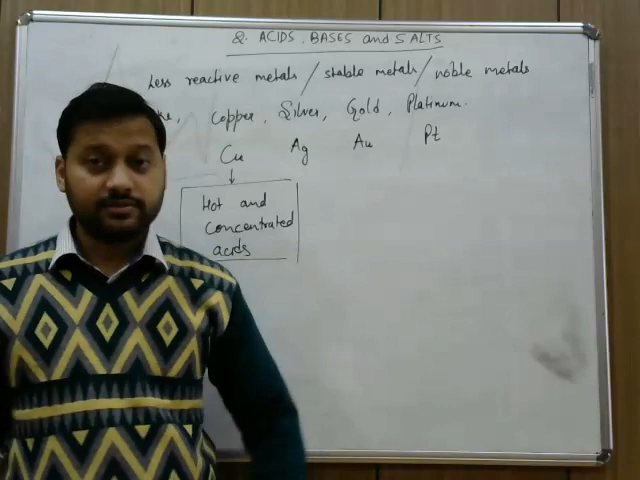 2. ACIDS, BASES and SALTS
Less reactive metals / stable metals / noble metals
Copper, Silver, Gold, Platinum.
Cu Ag Au Pt
Hot and
concentrated
acids